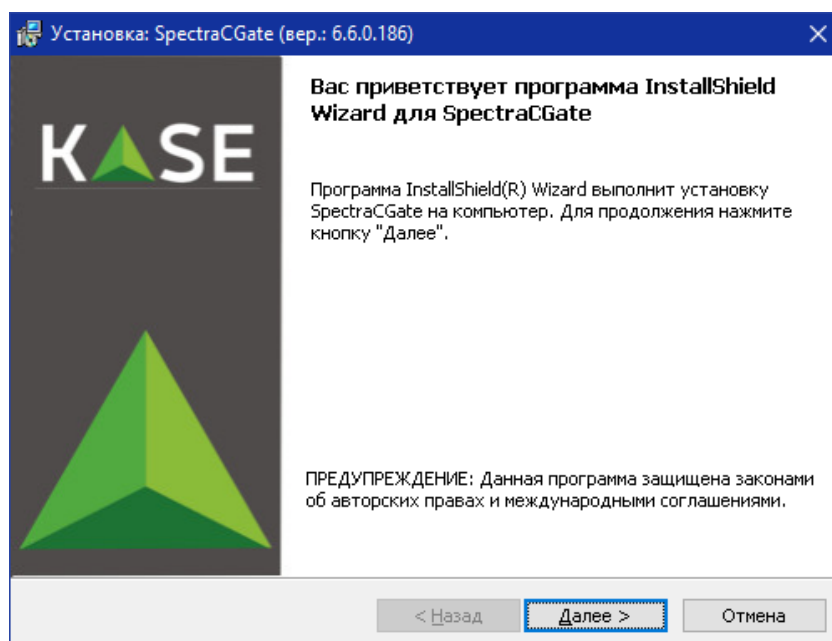 Установка: SpectraCGate (вер.: 6.6.0.186)
KASE
Вас приветствует программа InstallShield
Wizard для SpectraCGate
Программа InstallShield(R) Wizard выполнит установку
SpectraCGate на компьютер. Для продолжения нажмите
кнопку "Далее".
ПРЕДУПРЕЖДЕНИЕ: Данная программа защищена законами
об авторских правах и международными соглашениями.
< Назад
Далее >
Отмена